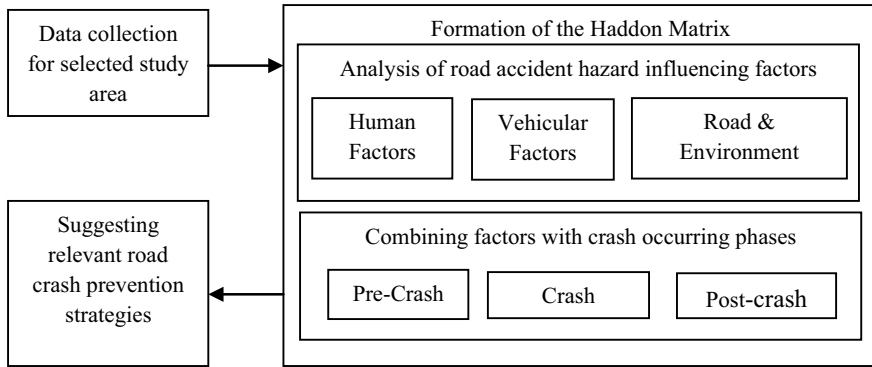 Data collection
for selected study
area
Formation of the Haddon Matrix
Analysis of road accident hazard influencing factors
Human
Factors
Vehicular
Factors
Road &
Environment
Combining factors with crash occurring phases
Pre-Crash
Crash
Post-crash
Suggesting
relevant road
crash prevention
strategies